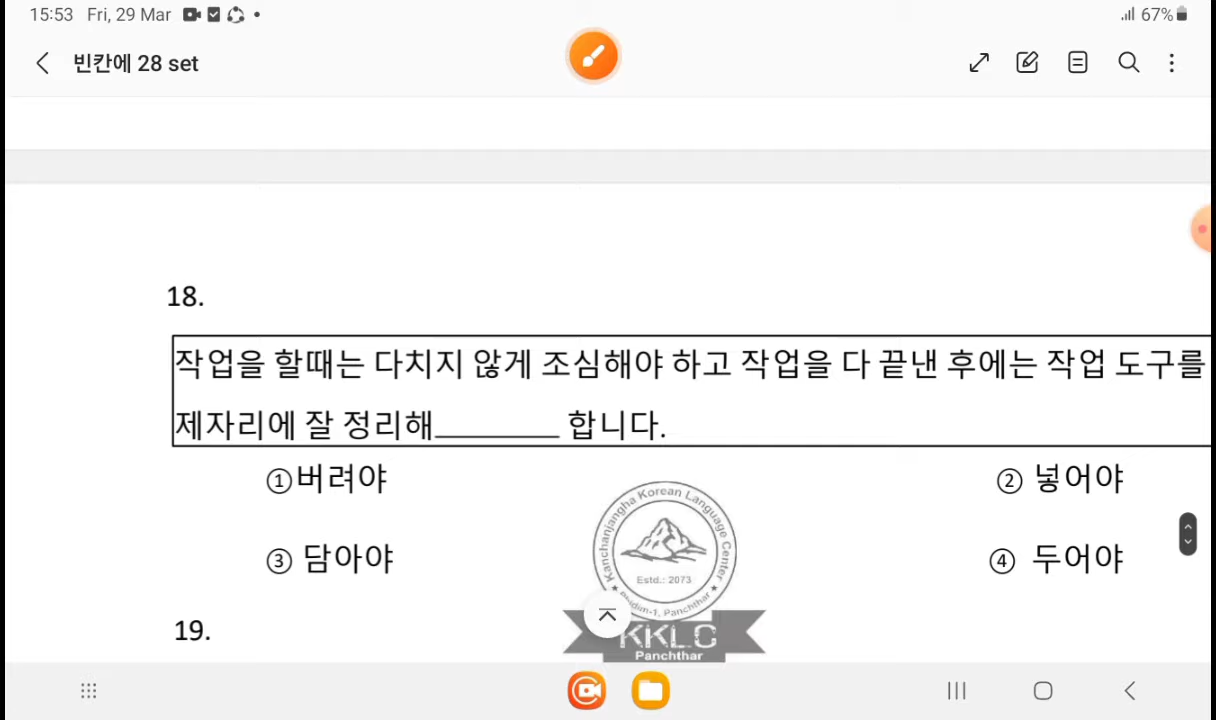 15:53 Fri, 29 Mar 67%
빈칸에 28 set
18.
작업을 할때는 다치지 않게 조심해야 하고 작업을 다 끝낸 후에는 작업 도구를
제자리에 잘 정리해________ 합니다.
①버려야 ② 넣어야
Kanchanjangha Korean Language Center
Estd.: 2073
③ 담아야 ④ 두어야
Phidim-1, Panchthar
19.
KKLC
Panchthar